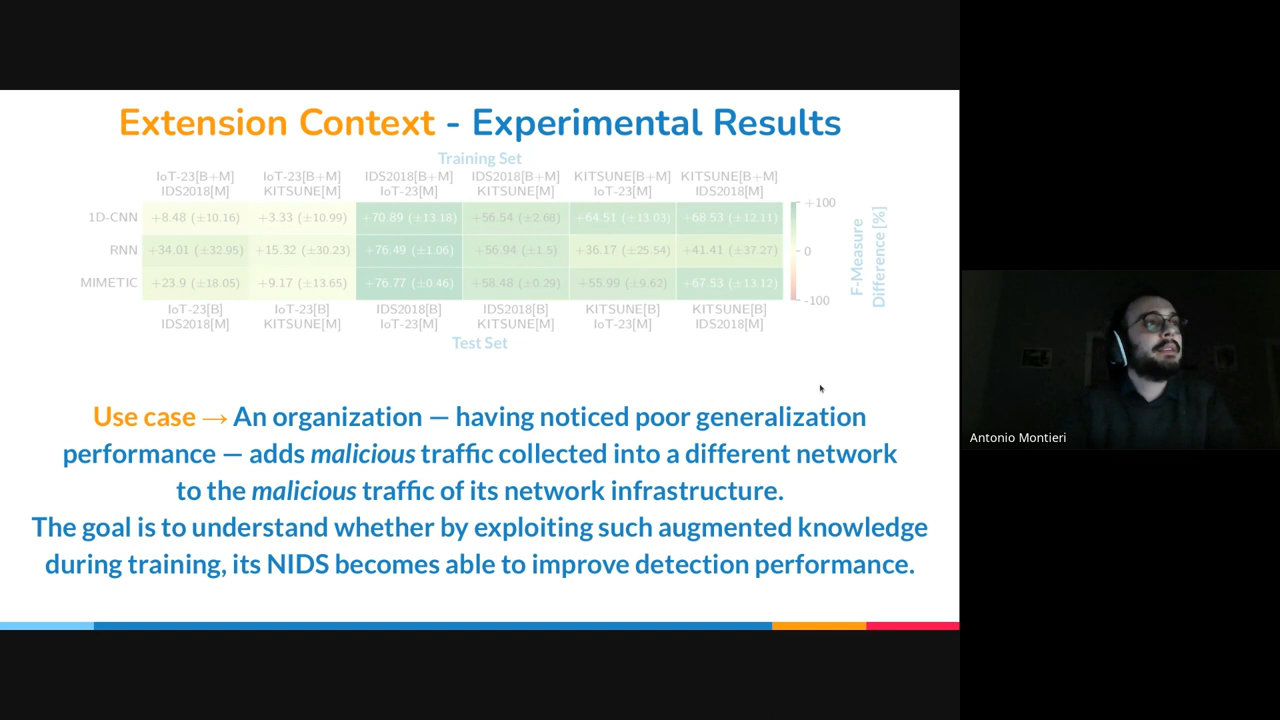 Extension Context - Experimental Results
Training Set
IoT-23[B+M] IoT-23[B+M] IDS2018[B+M] IDS2018[B+M] KITSUNE[B+M] KITSUNE[B+M]
IDS2018[M] KITSUNE[M] IoT-23[M] KITSUNE[M] IoT-23[M] IDS2018[M]
1D-CNN +8.48 (±10.16) +3.33 (±10.99) +70.89 (±13.18) +56.54 (±2.68) +64.51 (±13.03) +68.53 (±12.11)
RNN +34.01 (±32.95) +15.32 (±30.23) +76.49 (±1.06) +56.94 (±1.5) +36.17 (±25.54) +41.41 (±37.27)
MIMETIC +23.9 (±18.05) +9.17 (±13.65) +76.77 (±0.46) +58.48 (±0.29) +55.99 (±9.62) +67.53 (±13.12)
IoT-23[B] IoT-23[B] IDS2018[B] IDS2018[B] KITSUNE[B] KITSUNE[B]
IDS2018[M] KITSUNE[M] IoT-23[M] KITSUNE[M] IoT-23[M] IDS2018[M]
Test Set
+100
0
-100
F-Measure
Difference [%]
Use case → An organization — having noticed poor generalization
performance — adds malicious traffic collected into a different network
to the malicious traffic of its network infrastructure.
The goal is to understand whether by exploiting such augmented knowledge
during training, its NIDS becomes able to improve detection performance.
Antonio Montieri